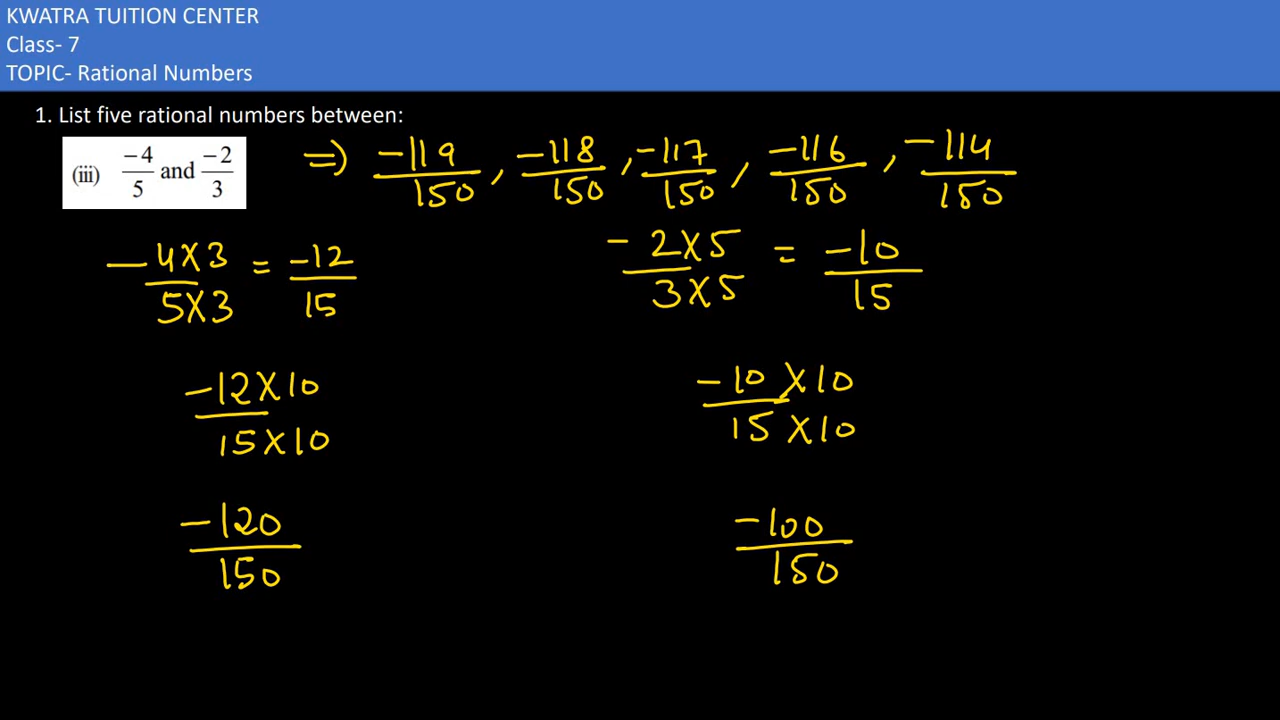 KWATRA TUITION CENTER
Class- 7
TOPIC- Rational Numbers
1. List five rational numbers between:
(iii) -4/5 and -2/3 ⇒) -119/150, -118/150, -117/150, -116/150, -114/150
-4×3/5×3 = -12/15
-2×5/3×5 = -10/15
-12×10/15×10
-10×10/15×10
-120/150
-100/150